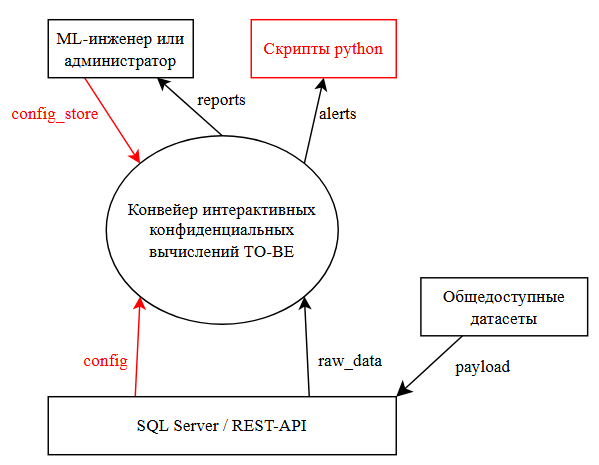 ML-инженер или
администратор
Скрипты python
config_store
reports
alerts
Конвейер интерактивных
конфиденциальных
вычислений TO-BE
Общедоступные
датасеты
config
raw_data
payload
SQL Server / REST-API